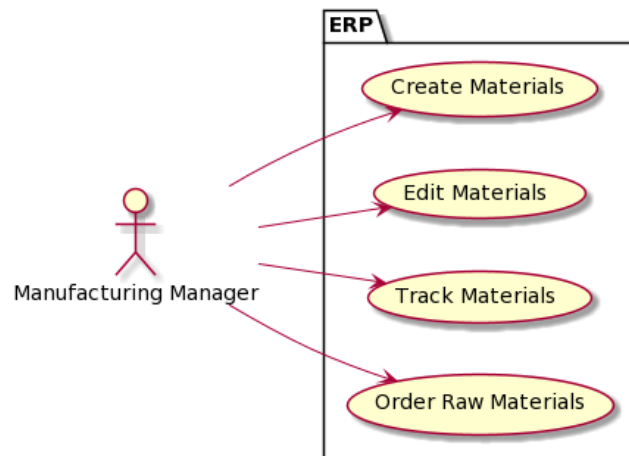 ERP
Create Materials
Edit Materials
Manufacturing Manager
Track Materials
Order Raw Materials